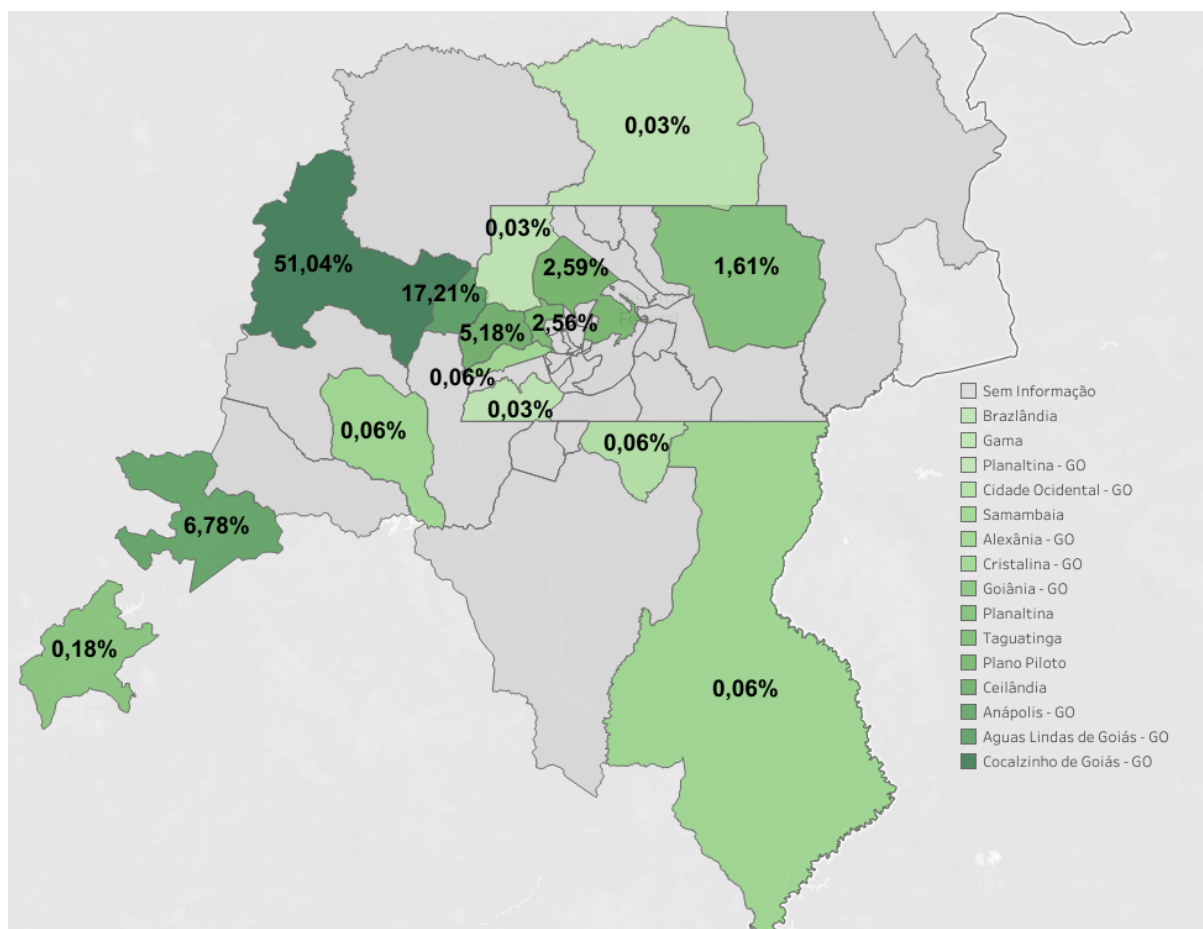 0,03%
0,03%
51,04%
2,59%
1,61%
17,21%
5,18%
2,56%
0,06%
0,03%
0,06%
0,06%
6,78%
0,18%
0,06%
Sem Informação
Brazlândia
Gama
Planaltina - GO
Cidade Ocidental - GO
Samambaia
Alexânia - GO
Cristalina - GO
Goiânia - GO
Planaltina
Taguatinga
Plano Piloto
Ceilândia
Anápolis - GO
Aguas Lindas de Goiás - GO
Cocalzinho de Goiás - GO